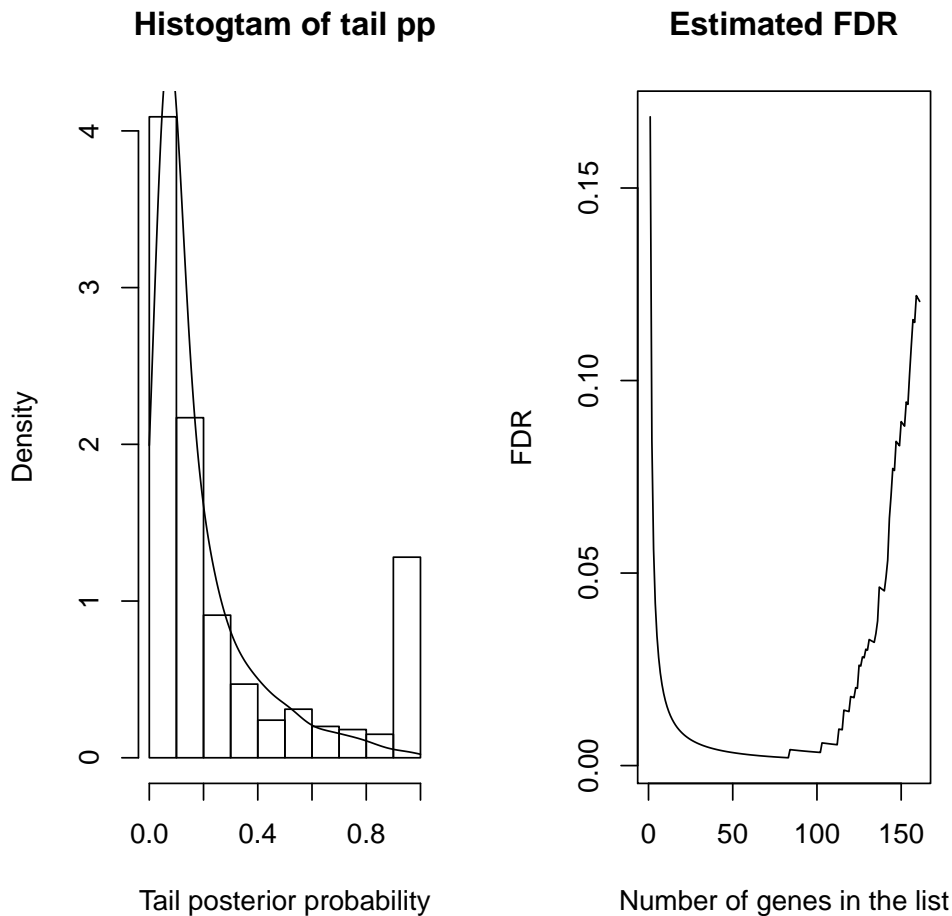 Histogtam of tail pp
Density
0
1
2
3
4
0.0
0.4
0.8
Tail posterior probability
Estimated FDR
FDR
0.00
0.05
0.10
0.15
0
50
100
150
Number of genes in the list